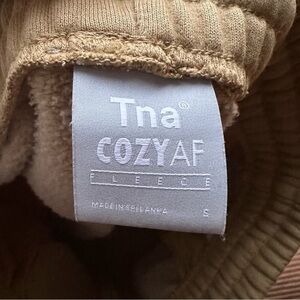 Tna®
COZYAF
FLEECE
MADE IN SRI LANKA S